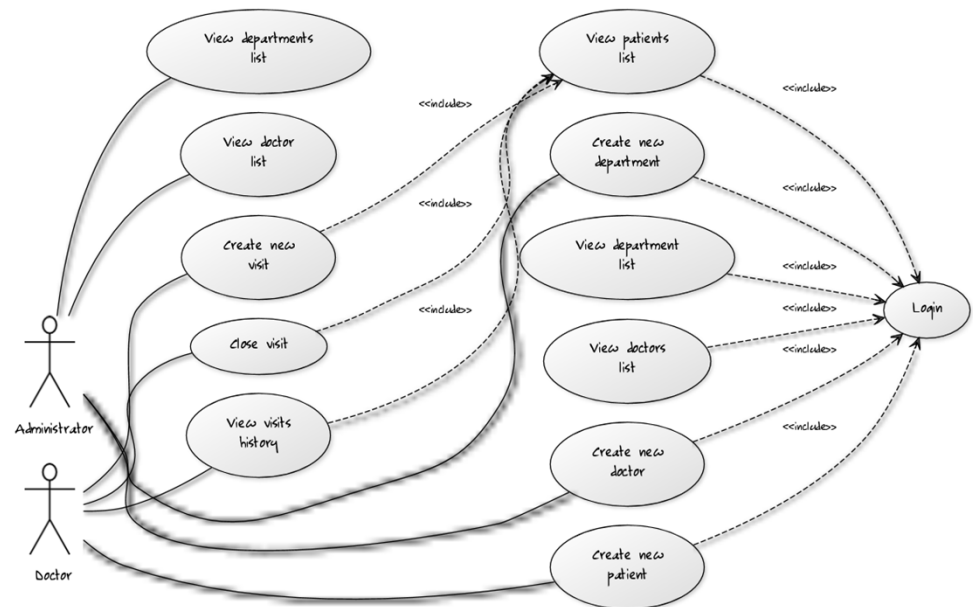 View departments
list
View patients
list
<<include>>
<<include>>
View doctor
list
Create new
department
<<include>>
<<include>>
Create new
visit
View department
list
<<include>>
<<include>>
<<include>>
Login
Close visit
View doctors
list
<<include>>
Administrator
View visits
history
<<include>>
Create new
doctor
Doctor
Create new
patient